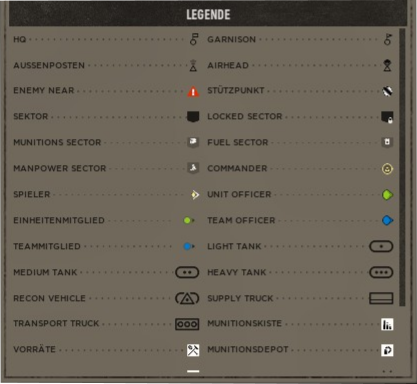 LEGENDE
HQ GARNISON
AUSSENPOSTEN AIRHEAD
ENEMY NEAR STÜTZPUNKT
SEKTOR LOCKED SECTOR
MUNITIONS SECTOR FUEL SECTOR
MANPOWER SECTOR COMMANDER
SPIELER UNIT OFFICER
EINHEITENMITGLIED TEAM OFFICER
TEAMMITGLIED LIGHT TANK
MEDIUM TANK HEAVY TANK
RECON VEHICLE SUPPLY TRUCK
TRANSPORT TRUCK MUNITIONSKISTE
VORRÄTE MUNITIONSDEPOT